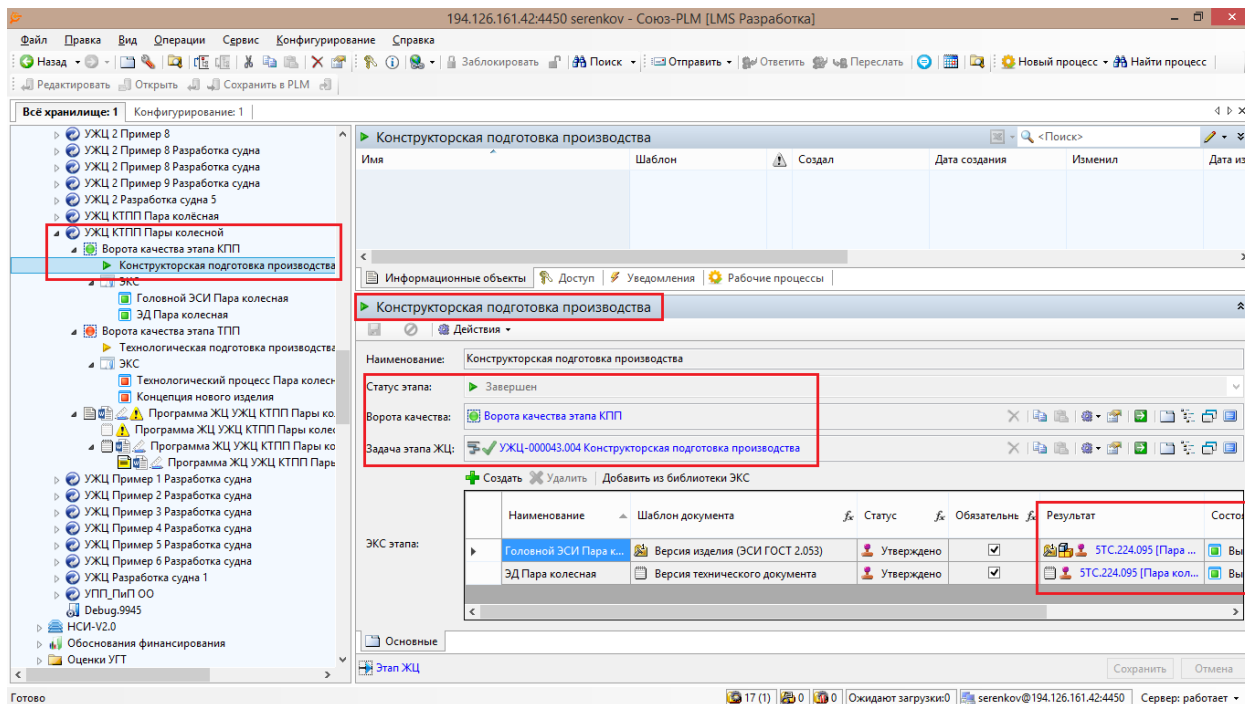 194.126.161.42:4450 serenkov - Союз-PLM [LMS Разработка]
Файл Правка Вид Операции Сервис Конфигурирование Справка
Назад Заблокировать Поиск Отправить Ответить Переслать Новый процесс Найти процесс
Редактировать Открыть Сохранить в PLM
Всё хранилище: 1 Конфигурирование: 1
УЖЦ 2 Пример 8
УЖЦ 2 Пример 8 Разработка судна
УЖЦ 2 Пример 8 Разработка судна
УЖЦ 2 Пример 9 Разработка судна
УЖЦ 2 Разработка судна 5
УЖЦ КТПП Пара колёсная
УЖЦ КТПП Пары колесной
Ворота качества этапа КПП
Конструкторская подготовка производства
ЭКС
Головной ЭСИ Пара колесная
ЭД Пара колесная
Ворота качества этапа ТПП
Технологическая подготовка производства
ЭКС
Технологический процесс Пара колесн
Концепция нового изделия
Программа ЖЦ УЖЦ КТПП Пары ко.
Программа ЖЦ УЖЦ КТПП Пары колес
Программа ЖЦ УЖЦ КТПП Пары ко
Программа ЖЦ УЖЦ КТПП Парь
УЖЦ Пример 1 Разработка судна
УЖЦ Пример 2 Разработка судна
УЖЦ Пример 3 Разработка судна
УЖЦ Пример 4 Разработка судна
УЖЦ Пример 5 Разработка судна
УЖЦ Пример 6 Разработка судна
УЖЦ Разработка судна 1
УПП_ПиП ОО
Debug.9945
НСИ-V2.0
Обоснования финансирования
Оценки УГТ
Конструкторская подготовка производства <Поиск>
Имя Шаблон Создал Дата создания Изменил Дата из
Информационные объекты Доступ Уведомления Рабочие процессы
Конструкторская подготовка производства
Действия
Наименование: Конструкторская подготовка производства
Статус этапа: Завершен
Ворота качества: Ворота качества этапа КПП
Задача этапа ЖЦ: УЖЦ-000043.004 Конструкторская подготовка производства
Создать Удалить Добавить из библиотеки ЭКС
Наименование Шаблон документа fx Статус fx Обязательнь fx Результат Состо
ЭКС этапа:
Головной ЭСИ Пара к... Версия изделия (ЭСИ ГОСТ 2.053) Утверждено 5ТС.224.095 [Пара ... Вы
ЭД Пара колесная Версия технического документа Утверждено 5ТС.224.095 [Пара кол... Вы
Основные
Этап ЖЦ Сохранить Отмена
Готово 17 (1) 0 0 Ожидают загрузки:0 serenkov@194.126.161.42:4450 Сервер: работает